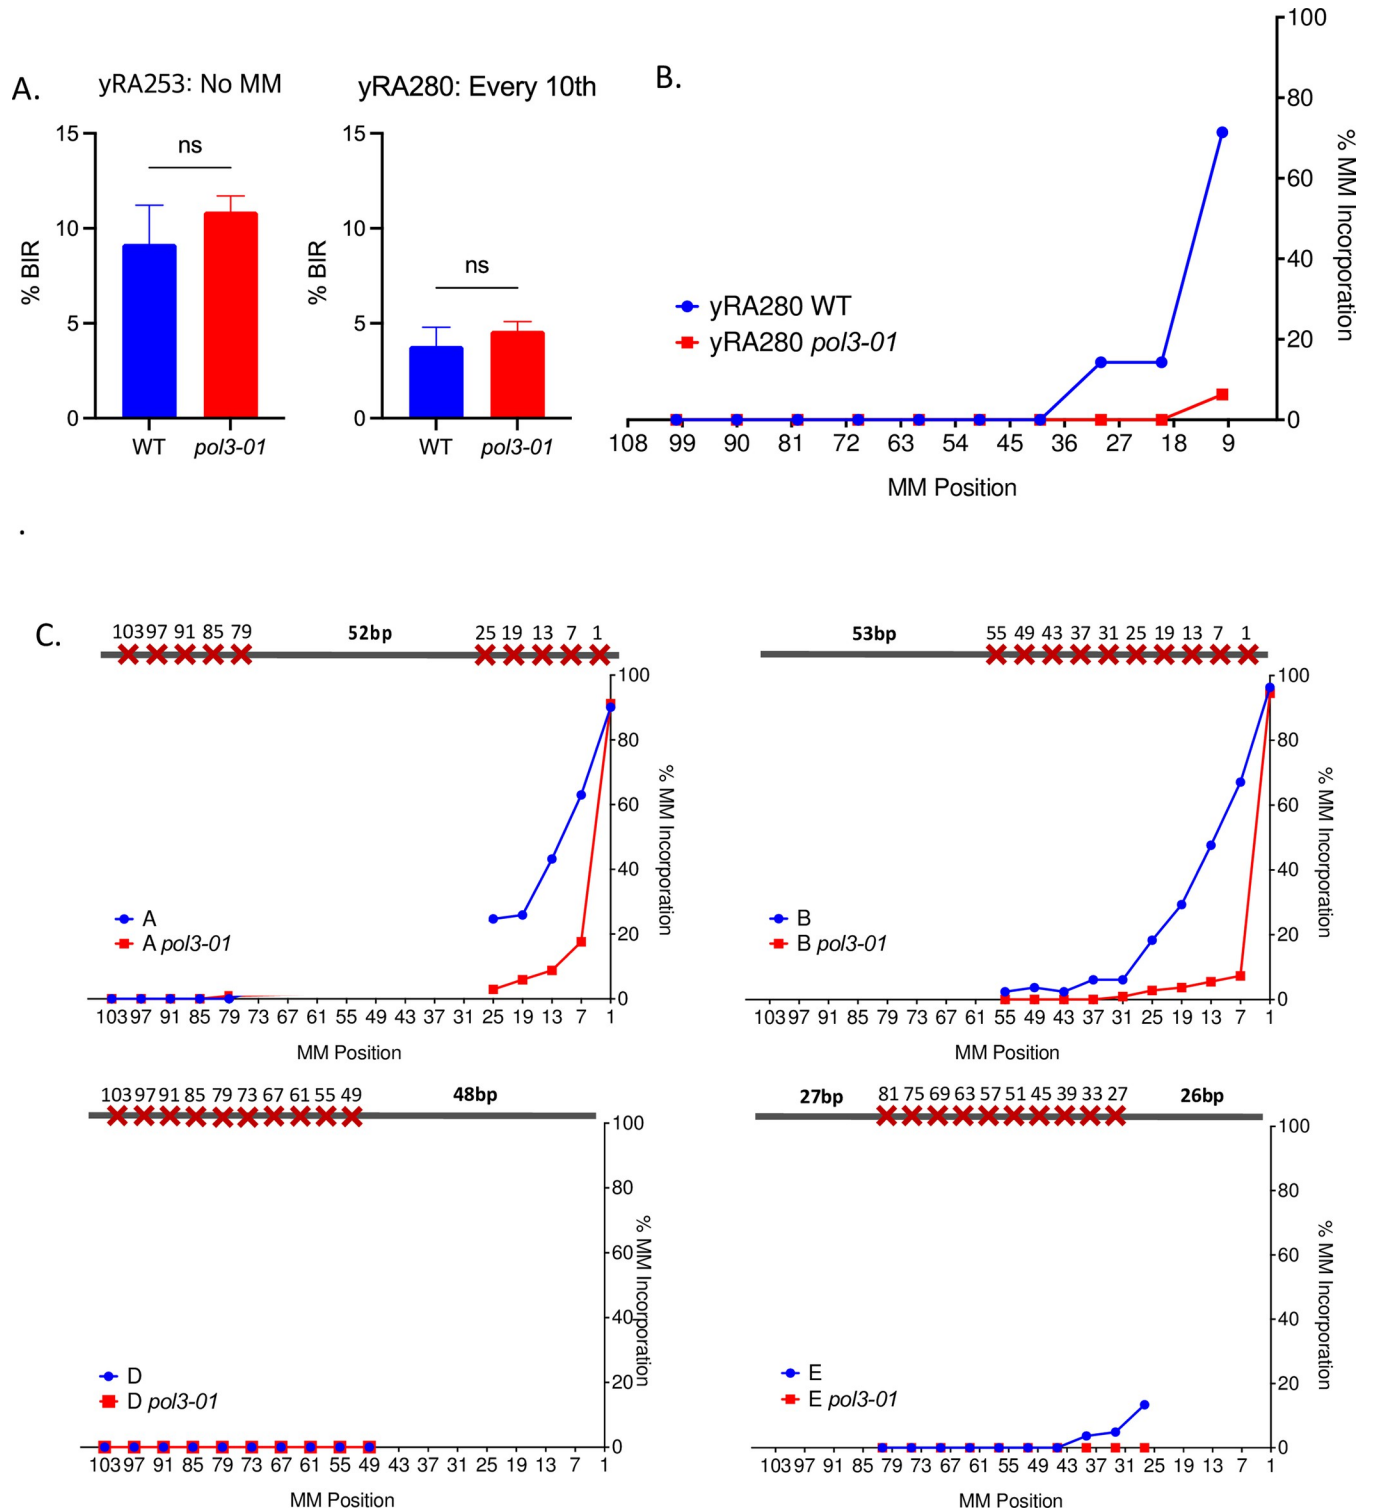 A.
yRA253: No MM
15
10
5
0
% BIR
ns
WT
pol3-01
yRA280: Every 10th
15
10
5
0
% BIR
ns
WT
pol3-01
B.
100
80
60
40
20
0
% MM Incorporation
yRA280 WT
yRA280 pol3-01
108 99 90 81 72 63 54 45 36 27 18 9
MM Position
.
C.
103 97 91 85 79 52bp 25 19 13 7 1
100
80
60
40
20
0
% MM Incorporation
A
A pol3-01
103 97 91 85 79 73 67 61 55 49 43 37 31 25 19 13 7 1
MM Position
53bp 55 49 43 37 31 25 19 13 7 1
100
80
60
40
20
0
% MM Incorporation
B
B pol3-01
103 97 91 85 79 73 67 61 55 49 43 37 31 25 19 13 7 1
MM Position
103 97 91 85 79 73 67 61 55 49 48bp
100
80
60
40
20
0
% MM Incorporation
D
D pol3-01
103 97 91 85 79 73 67 61 55 49 43 37 31 25 19 13 7 1
MM Position
27bp 81 75 69 63 57 51 45 39 33 27 26bp
100
80
60
40
20
0
% MM Incorporation
E
E pol3-01
103 97 91 85 79 73 67 61 55 49 43 37 31 25 19 13 7 1
MM Position